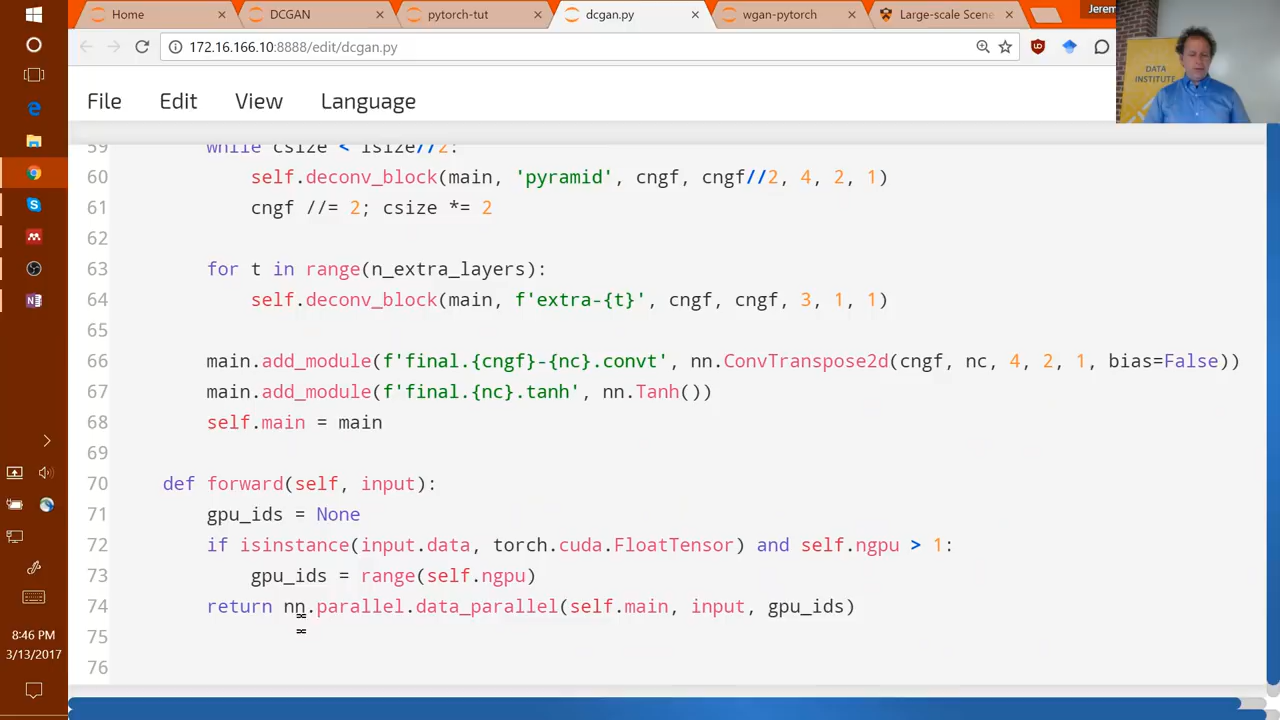 Home
DCGAN
pytorch-tut
dcgan.py
wgan-pytorch
Large-scale Scene
Jerem
172.16.166.10:8888/edit/dcgan.py
DATA
INSTITUTE
File Edit View Language
59 while csize < isize//2:
60 self.deconv_block(main, 'pyramid', cngf, cngf//2, 4, 2, 1)
61 cngf //= 2; csize *= 2
62
63 for t in range(n_extra_layers):
64 self.deconv_block(main, f'extra-{t}', cngf, cngf, 3, 1, 1)
65
66 main.add_module(f'final.{cngf}-{nc}.convt', nn.ConvTranspose2d(cngf, nc, 4, 2, 1, bias=False))
67 main.add_module(f'final.{nc}.tanh', nn.Tanh())
68 self.main = main
69
70 def forward(self, input):
71 gpu_ids = None
72 if isinstance(input.data, torch.cuda.FloatTensor) and self.ngpu > 1:
73 gpu_ids = range(self.ngpu)
74 return nn.parallel.data_parallel(self.main, input, gpu_ids)
75
76
8:46 PM
3/13/2017